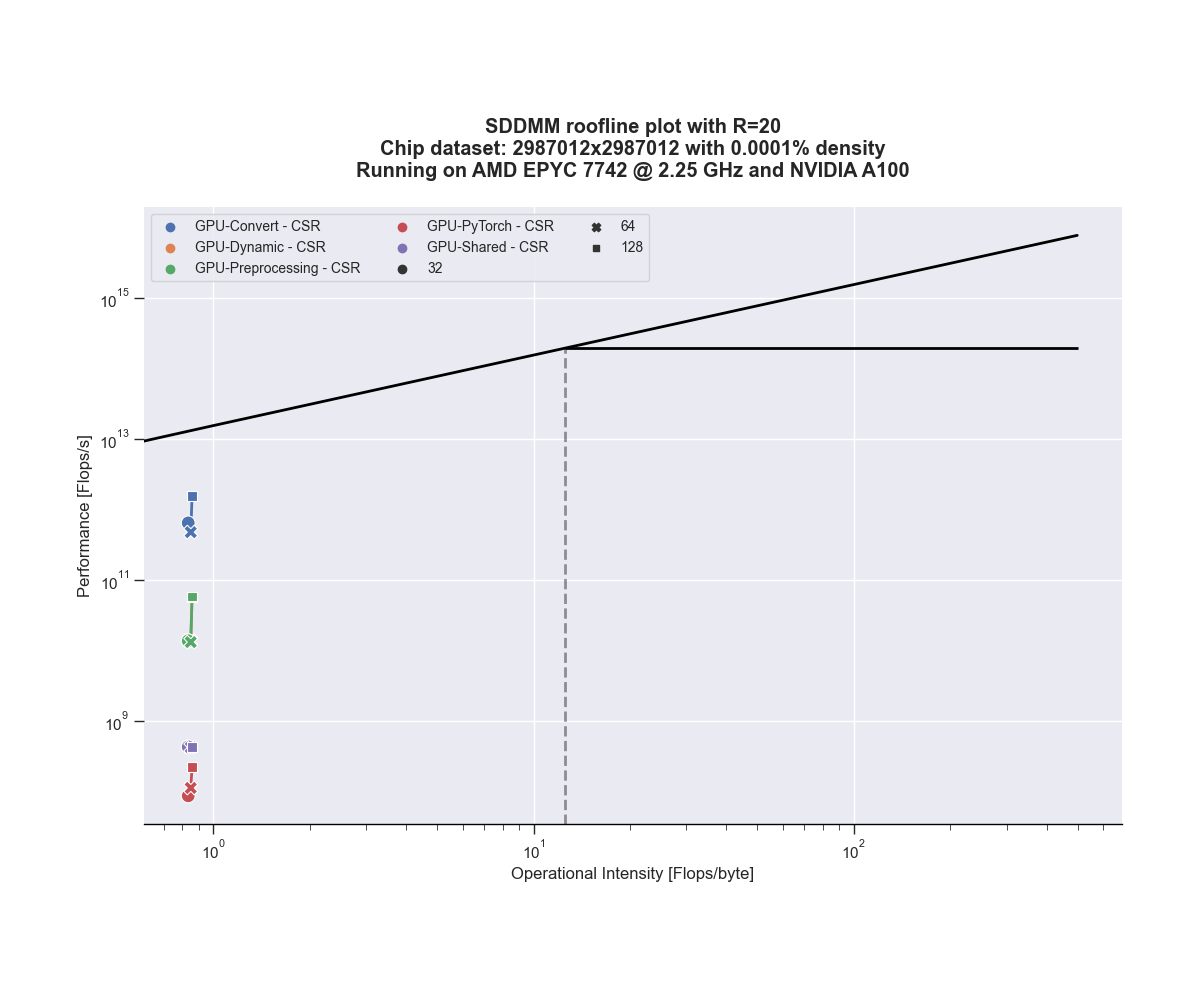 SDDMM roofline plot with R=20
Chip dataset: 2987012x2987012 with 0.0001% density
Running on AMD EPYC 7742 @ 2.25 GHz and NVIDIA A100
GPU-Convert - CSR
GPU-Dynamic - CSR
GPU-Preprocessing - CSR
GPU-PyTorch - CSR
GPU-Shared - CSR
32
64
128
10^15
10^13
10^11
10^9
Performance [Flops/s]
10^0
10^1
10^2
Operational Intensity [Flops/byte]